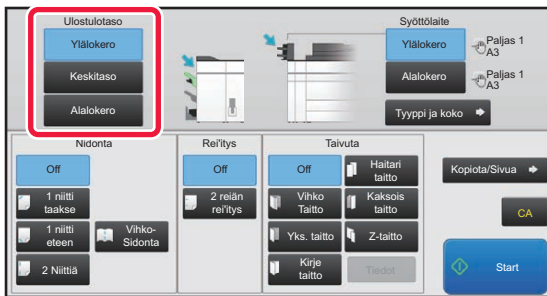 Ulostulotaso
Ylälokero
Keskitaso
Alalokero
Syöttölaite
Ylälokero
Paljas 1
A3
Alalokero
Paljas 1
A3
Tyyppi ja koko
Nidonta
Off
1 niitti
taakse
1 niitti
eteen
2 Niittiä
Vihko-
Sidonta
Rei'itys
Off
2 reiän
rei'itys
Taivuta
Off
Haitari
taitto
Vihko
Taitto
Kaksois
taitto
Yks. taitto
Z-taitto
Kirje
taitto
Tiedot
Kopiota/Sivua
CA
Start